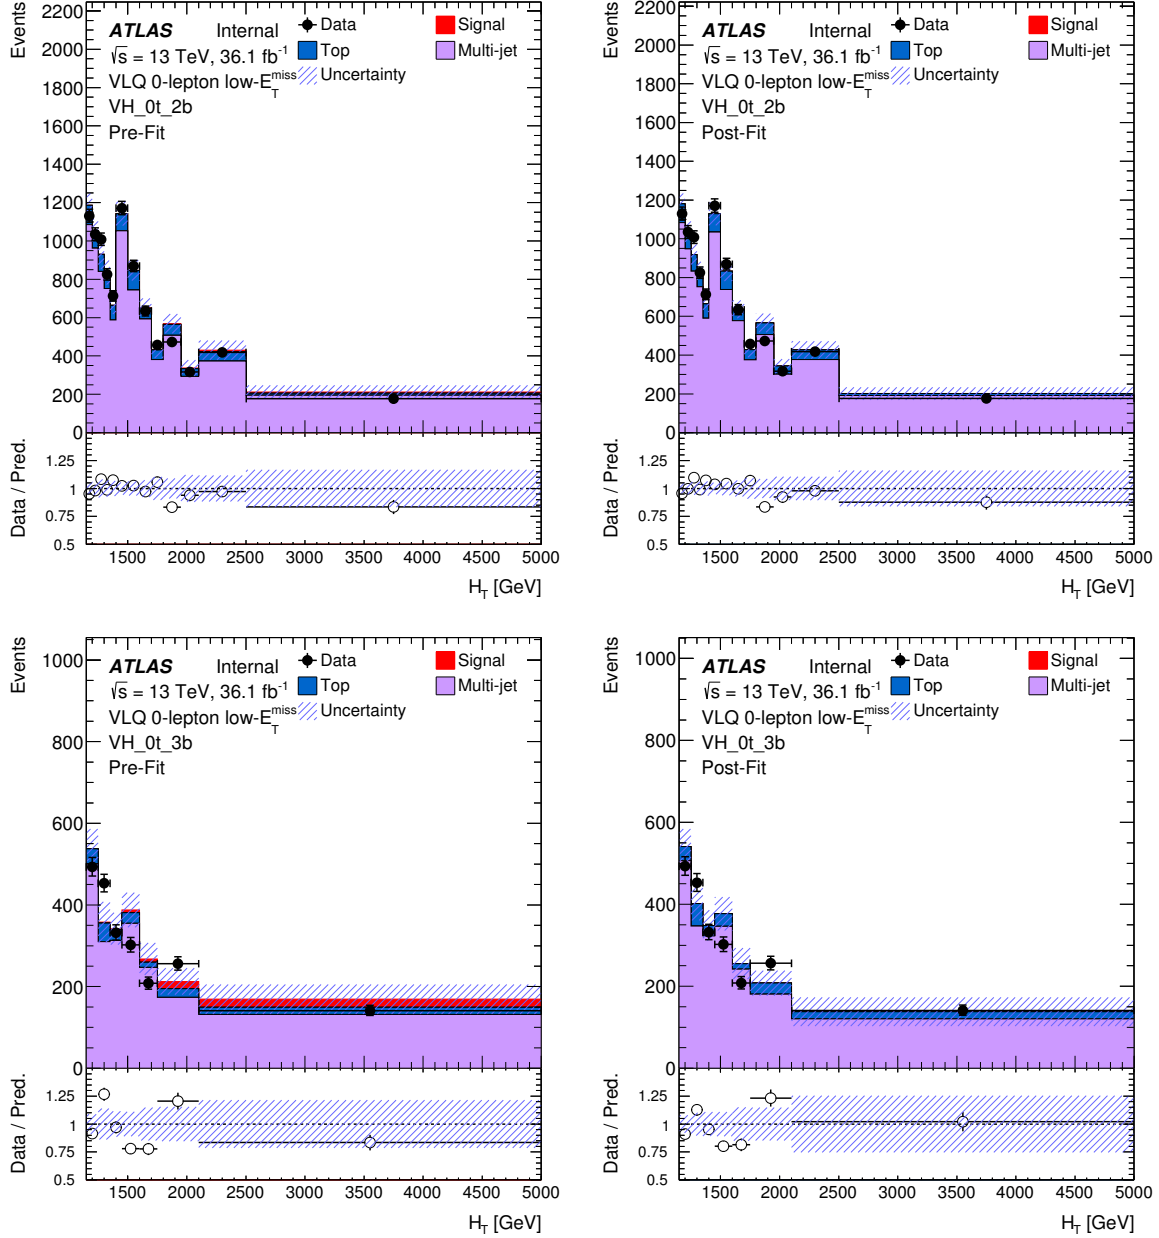 Events
2200
2000
1800
1600
1400
1200
1000
800
600
400
200
0
ATLAS Internal
√s = 13 TeV, 36.1 fb⁻¹
VLQ 0-lepton low-E_T^miss
VH_0t_2b
Pre-Fit
Data
Top
Uncertainty
Signal
Multi-jet
Data / Pred.
1.25
1
0.75
0.5
1500 2000 2500 3000 3500 4000 4500 5000
H_T [GeV]
Events
2200
2000
1800
1600
1400
1200
1000
800
600
400
200
0
ATLAS Internal
√s = 13 TeV, 36.1 fb⁻¹
VLQ 0-lepton low-E_T^miss
VH_0t_2b
Post-Fit
Data
Top
Uncertainty
Signal
Multi-jet
Data / Pred.
1.25
1
0.75
0.5
1500 2000 2500 3000 3500 4000 4500 5000
H_T [GeV]
Events
1000
800
600
400
200
0
ATLAS Internal
√s = 13 TeV, 36.1 fb⁻¹
VLQ 0-lepton low-E_T^miss
VH_0t_3b
Pre-Fit
Data
Top
Uncertainty
Signal
Multi-jet
Data / Pred.
1.25
1
0.75
0.5
1500 2000 2500 3000 3500 4000 4500 5000
H_T [GeV]
Events
1000
800
600
400
200
0
ATLAS Internal
√s = 13 TeV, 36.1 fb⁻¹
VLQ 0-lepton low-E_T^miss
VH_0t_3b
Post-Fit
Data
Top
Uncertainty
Signal
Multi-jet
Data / Pred.
1.25
1
0.75
0.5
1500 2000 2500 3000 3500 4000 4500 5000
H_T [GeV]